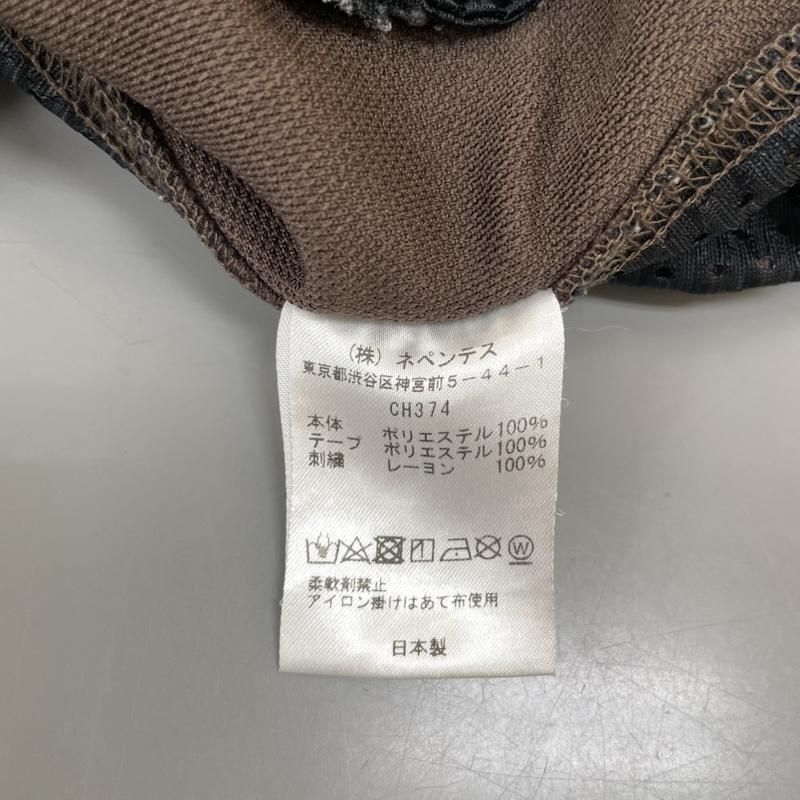 (株) ネペンテス
東京都渋谷区神宮前5-44-1
CH374
本体 ポリエステル100%
テープ ポリエステル100%
刺繍 レーヨン 100%
W
柔軟剤禁止
アイロン掛けはあて布使用
日本製